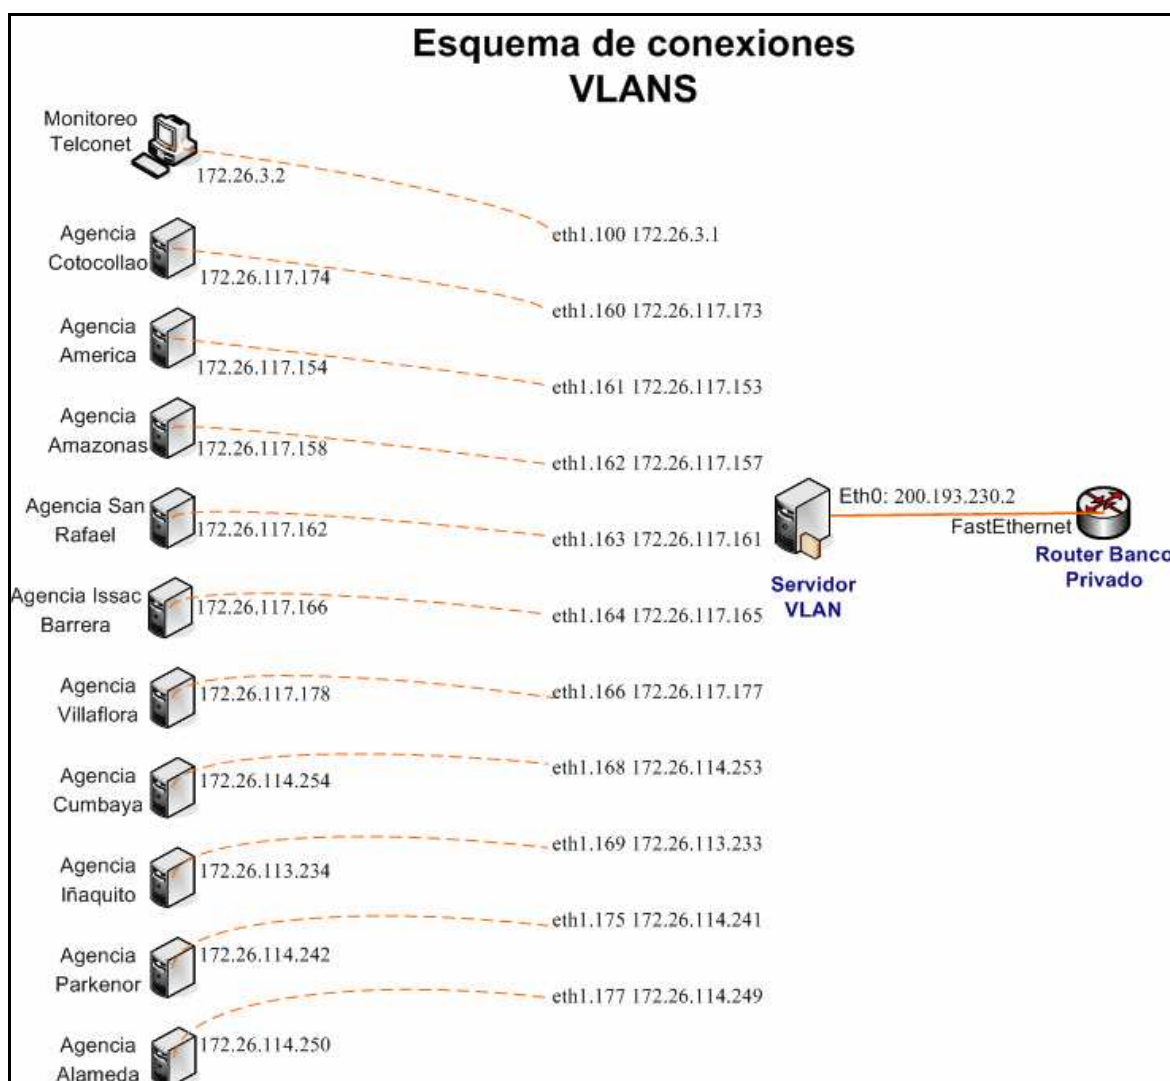 Esquema de conexiones
VLANS
Monitoreo
Telconet
172.26.3.2
eth1.100 172.26.3.1
Agencia
Cotocollao
172.26.117.174
eth1.160 172.26.117.173
Agencia
America
172.26.117.154
eth1.161 172.26.117.153
Agencia
Amazonas
172.26.117.158
eth1.162 172.26.117.157
Agencia San
Rafael
172.26.117.162
eth1.163 172.26.117.161
Eth0: 200.193.230.2
FastEthernet
Servidor
VLAN
Router Banco
Privado
Agencia Issac
Barrera
172.26.117.166
eth1.164 172.26.117.165
Agencia
Villaflora
172.26.117.178
eth1.166 172.26.117.177
Agencia
Cumbaya
172.26.114.254
eth1.168 172.26.114.253
Agencia
Iñaquito
172.26.113.234
eth1.169 172.26.113.233
Agencia
Parkenor
172.26.114.242
eth1.175 172.26.114.241
Agencia
Alameda
172.26.114.250
eth1.177 172.26.114.249